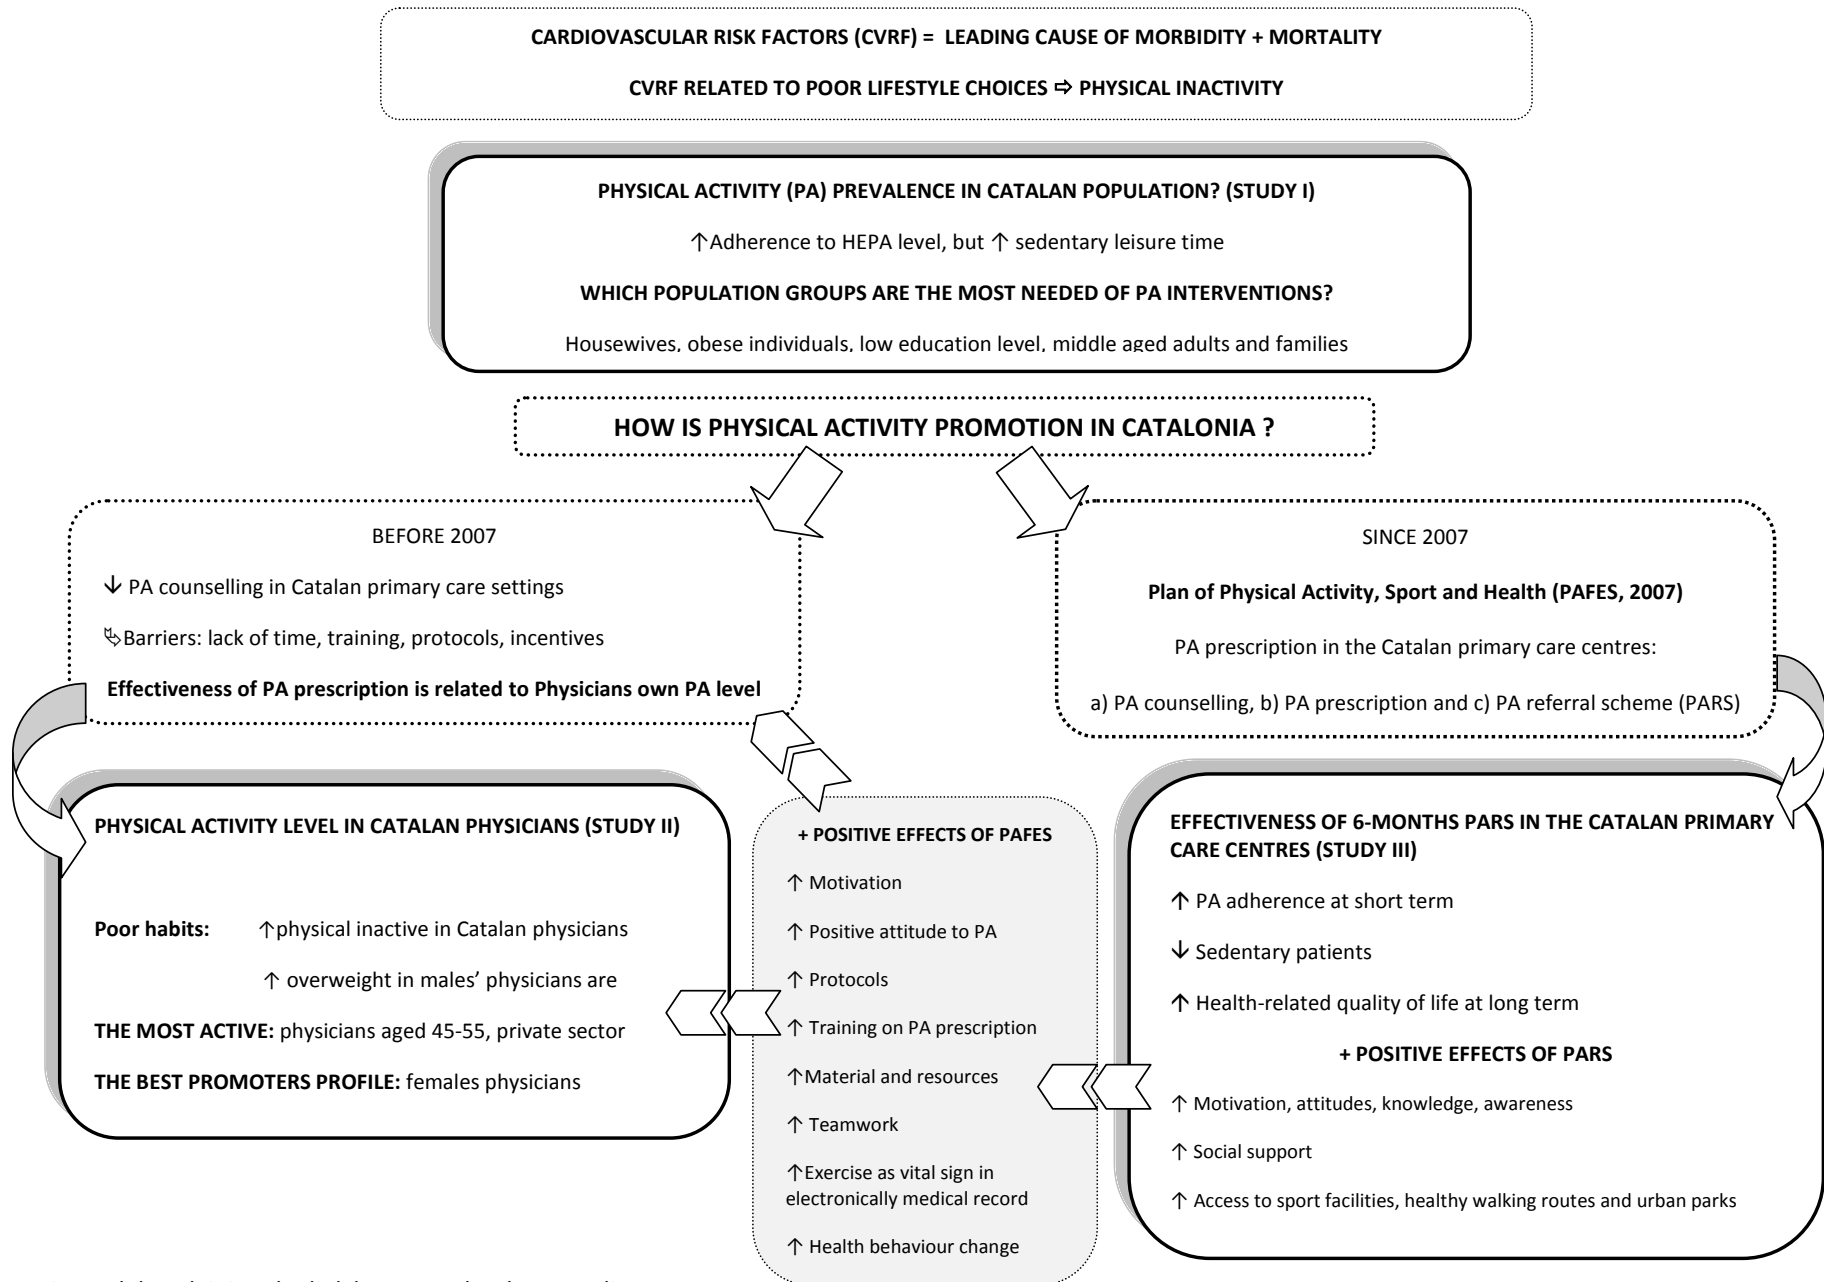 CARDIOVASCULAR RISK FACTORS (CVRF) = LEADING CAUSE OF MORBIDITY + MORTALITY
CVRF RELATED TO POOR LIFESTYLE CHOICES ⇨ PHYSICAL INACTIVITY
PHYSICAL ACTIVITY (PA) PREVALENCE IN CATALAN POPULATION? (STUDY I)
↑Adherence to HEPA level, but ↑ sedentary leisure time
WHICH POPULATION GROUPS ARE THE MOST NEEDED OF PA INTERVENTIONS?
Housewives, obese individuals, low education level, middle aged adults and families
HOW IS PHYSICAL ACTIVITY PROMOTION IN CATALONIA ?
BEFORE 2007
↓ PA counselling in Catalan primary care settings
⮱Barriers: lack of time, training, protocols, incentives
Effectiveness of PA prescription is related to Physicians own PA level
SINCE 2007
Plan of Physical Activity, Sport and Health (PAFES, 2007)
PA prescription in the Catalan primary care centres:
a) PA counselling, b) PA prescription and c) PA referral scheme (PARS)
PHYSICAL ACTIVITY LEVEL IN CATALAN PHYSICIANS (STUDY II)
Poor habits: ↑physical inactive in Catalan physicians
↑ overweight in males’ physicians are
THE MOST ACTIVE: physicians aged 45-55, private sector
THE BEST PROMOTERS PROFILE: females physicians
+ POSITIVE EFFECTS OF PAFES
↑ Motivation
↑ Positive attitude to PA
↑ Protocols
↑ Training on PA prescription
↑Material and resources
↑ Teamwork
↑Exercise as vital sign in
electronically medical record
↑ Health behaviour change
EFFECTIVENESS OF 6-MONTHS PARS IN THE CATALAN PRIMARY
CARE CENTRES (STUDY III)
↑ PA adherence at short term
↓ Sedentary patients
↑ Health-related quality of life at long term
+ POSITIVE EFFECTS OF PARS
↑ Motivation, attitudes, knowledge, awareness
↑ Social support
↑ Access to sport facilities, healthy walking routes and urban parks